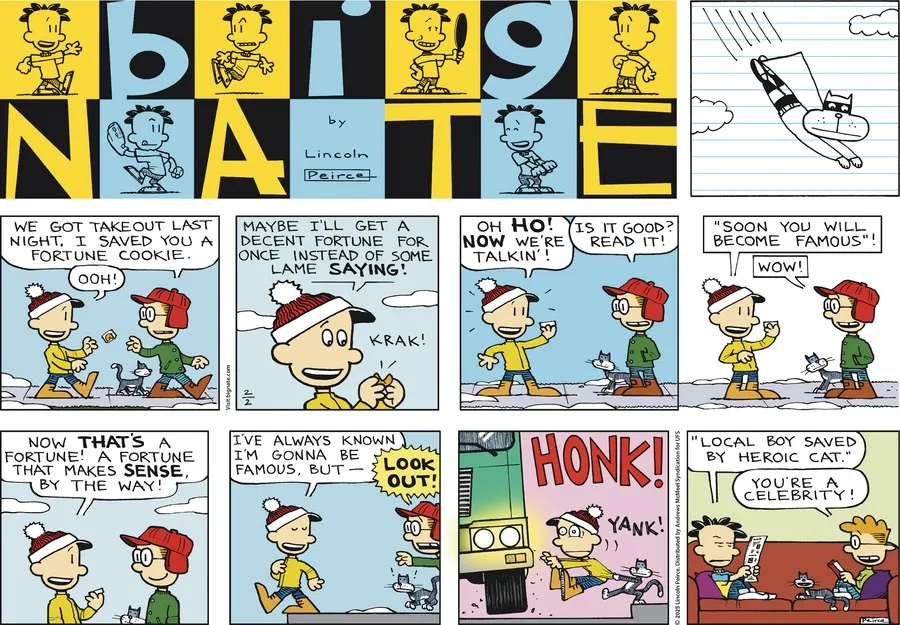 big
NATE
by
Lincoln
Peirce
WE GOT TAKEOUT LAST
NIGHT. I SAVED YOU A
FORTUNE COOKIE.
OOH!
MAYBE I'LL GET A
DECENT FORTUNE FOR
ONCE INSTEAD OF SOME
LAME SAYING!
KRAK!
Visit bignate.com
2/2
OH HO!
NOW WE'RE
TALKIN'!
IS IT GOOD?
READ IT!
"SOON YOU WILL
BECOME FAMOUS"!
WOW!
NOW THAT'S A
FORTUNE! A FORTUNE
THAT MAKES SENSE,
BY THE WAY!
I'VE ALWAYS KNOWN
I'M GONNA BE
FAMOUS, BUT —
LOOK
OUT!
HONK!
YANK!
© 2025 Lincoln Peirce. Distributed by Andrews McMeel Syndication for UFS
"LOCAL BOY SAVED
BY HEROIC CAT."
YOU'RE A
CELEBRITY!
Peirce